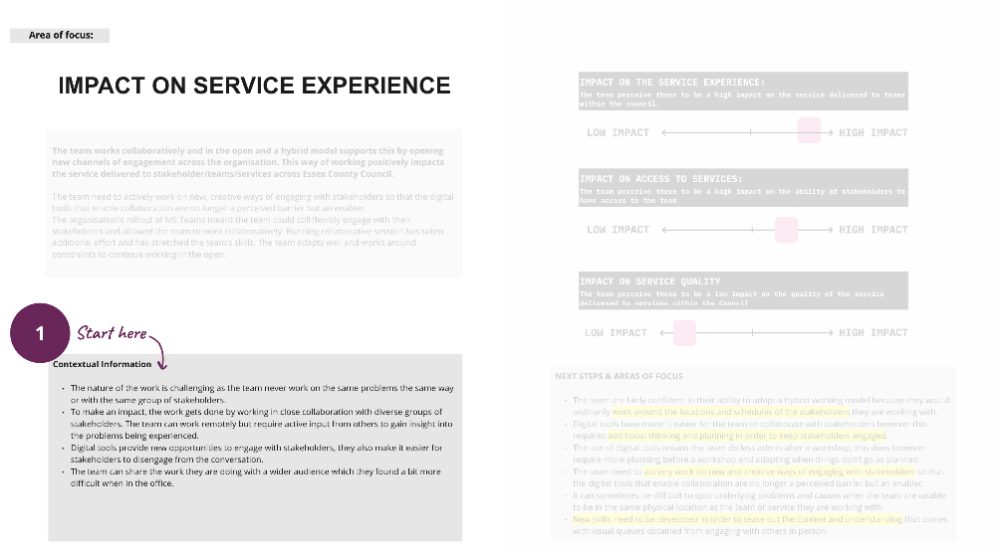 Area of focus:
IMPACT ON SERVICE EXPERIENCE
The team works collaboratively and in the open and a hybrid model supports this by opening
new channels of engagement across the organisation. This way of working positively impacts
the service delivered to stakeholder/teams/services across Essex County Council.
The team need to actively work on new, creative ways of engaging with stakeholders so that the digital
tools that enable collaboration are no longer a perceived barrier but an enabler.
The organisation's rollout of MS Teams meant the team could still flexibly engage with their
stakeholders and allowed the team to work collaboratively. Running collaborative session has taken
additional effort and has stretched the team's skills. The team adapts well and works around
constraints to continue working in the open.
1
Start here
Contextual Information
• The nature of the work is challenging as the team never work on the same problems the same way
or with the same group of stakeholders.
• To make an impact, the work gets done by working in close collaboration with diverse groups of
stakeholders. The team can work remotely but require active input from others to gain insight into
the problems being experienced.
• Digital tools provide new opportunities to engage with stakeholders, they also make it easier for
stakeholders to disengage from the conversation.
• The team can share the work they are doing with a wider audience which they found a bit more
difficult when in the office.
IMPACT ON THE SERVICE EXPERIENCE:
The team perceive there to be a high impact on the service delivered to teams
within the council.
LOW IMPACT HIGH IMPACT
IMPACT ON ACCESS TO SERVICES:
The team perceive there to be a high impact on the ability of stakeholders to
have access to the team
LOW IMPACT HIGH IMPACT
IMPACT ON SERVICE QUALITY
The team perceive there to be a low impact on the quality of the service
delivered to services within the Council
LOW IMPACT HIGH IMPACT
NEXT STEPS & AREAS OF FOCUS
• The team are fairly confident in their ability to adopt a hybrid working model because they would
ordinarily work around the locations and schedules of the stakeholders they are working with.
• Digital tools have made it easier for the team to collaborate with stakeholders however this
requires additional thinking and planning in order to keep stakeholders engaged.
• The use of digital tools means the team do less admin after a workshop, this does however
require more planning before a workshop and adapting when things don't go as planned.
• The team need to actively work on new and creative ways of engaging with stakeholders so that
the digital tools that enable collaboration are no longer a perceived barrier but an enabler.
• It can sometimes be difficult to spot underlying problems and causes when the team are unable
to be in the same physical location as the team or service they are working with.
• New skills need to be developed in order to tease out the context and understanding that comes
with visual queues obtained from engaging with others in person.